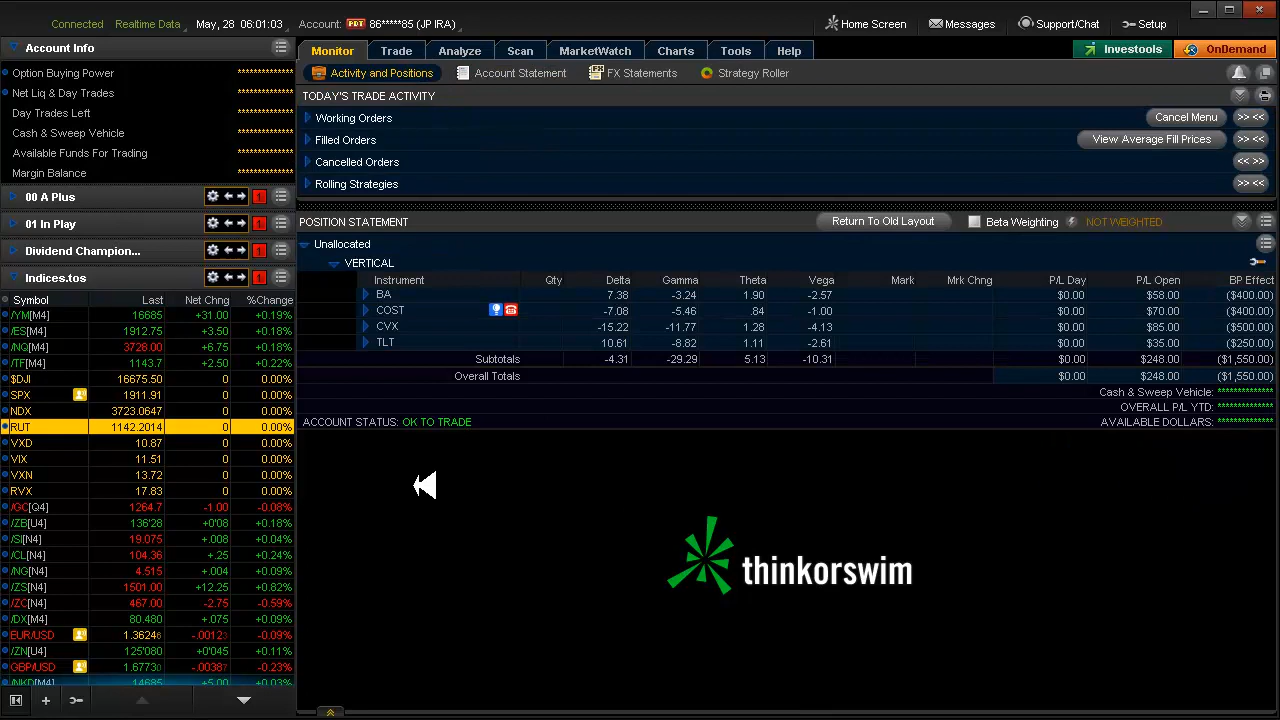 Connected Realtime Data May, 28 06:01:03 Account: PDT 86****85 (JP IRA) Home Screen Messages Support/Chat Setup
Account Info
Option Buying Power *************
Net Liq & Day Trades *************
Day Trades Left *************
Cash & Sweep Vehicle *************
Available Funds For Trading *************
Margin Balance *************
00 A Plus 1
01 In Play 1
Dividend Champion... 1
Indices.tos 1
Symbol Last Net Chng %Change
/YM[M4] 16685 +31.00 +0.19%
/ES[M4] 1912.75 +3.50 +0.18%
/NQ[M4] 3728.00 +6.75 +0.18%
/TF[M4] 1143.7 +2.50 +0.22%
$DJI 16675.50 0 0.00%
SPX 1911.91 0 0.00%
NDX 3723.0647 0 0.00%
RUT 1142.2014 0 0.00%
VXD 10.87 0 0.00%
VIX 11.51 0 0.00%
VXN 13.72 0 0.00%
RVX 17.83 0 0.00%
/GC[Q4] 1264.7 -1.00 -0.08%
/ZB[U4] 136'28 +0'08 +0.18%
/SI[N4] 19.075 +.008 +0.04%
/CL[N4] 104.36 +.25 +0.24%
/NG[N4] 4.515 +.004 +0.09%
/ZS[N4] 1501.00 +12.25 +0.82%
/ZC[N4] 467.00 -2.75 -0.59%
/DX[M4] 80.480 +.075 +0.09%
EUR/USD 1.36246 -.00123 -0.09%
/ZN[U4] 125'080 +0'045 +0.11%
GBP/USD 1.67730 -.00387 -0.23%
/NKD[M4] 14685 +5.00 +0.03%
Monitor Trade Analyze Scan MarketWatch Charts Tools Help Investools OnDemand
Activity and Positions Account Statement FX Statements Strategy Roller
TODAY'S TRADE ACTIVITY
Working Orders Cancel Menu >> <<
Filled Orders View Average Fill Prices >> <<
Cancelled Orders << >>
Rolling Strategies >> <<
POSITION STATEMENT Return To Old Layout Beta Weighting NOT WEIGHTED
Unallocated
VERTICAL
Instrument Qty Delta Gamma Theta Vega Mark Mrk Chng P/L Day P/L Open BP Effect
BA 7.38 -3.24 1.90 -2.57 $0.00 $58.00 ($400.00)
COST -7.08 -5.46 .84 -1.00 $0.00 $70.00 ($400.00)
CVX -15.22 -11.77 1.28 -4.13 $0.00 $85.00 ($500.00)
TLT 10.61 -8.82 1.11 -2.61 $0.00 $35.00 ($250.00)
Subtotals -4.31 -29.29 5.13 -10.31 $0.00 $248.00 ($1,550.00)
Overall Totals $0.00 $248.00 ($1,550.00)
Cash & Sweep Vehicle: *************
OVERALL P/L YTD: *************
ACCOUNT STATUS: OK TO TRADE AVAILABLE DOLLARS: *************
thinkorswim